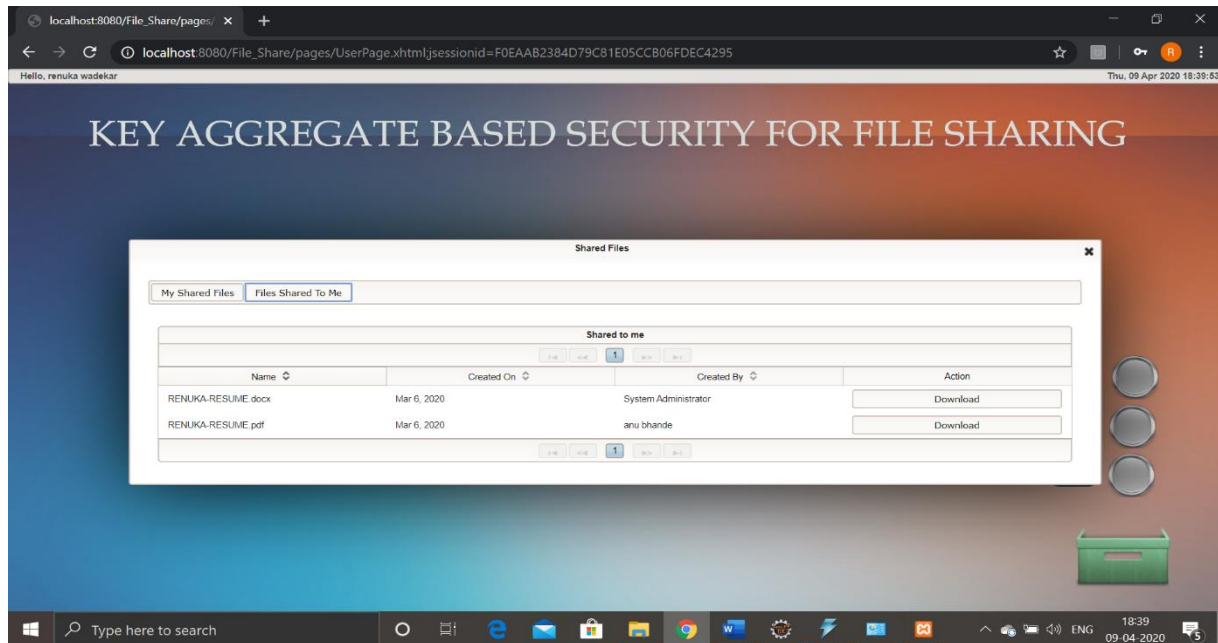 localhost:8080/File_Share/pages/
localhost:8080/File_Share/pages/UserPage.xhtml;jsessionid=F0EAAB2384D79C81E05CCB06FDEC4295
R
Hello, renuka wadekar
Thu, 09 Apr 2020 18:39:53
KEY AGGREGATE BASED SECURITY FOR FILE SHARING
Shared Files
My Shared Files Files Shared To Me
Shared to me
1
Name Created On Created By Action
RENUKA-RESUME.docx Mar 6, 2020 System Administrator Download
RENUKA-RESUME.pdf Mar 6, 2020 anu bhande Download
1
Type here to search
ENG
18:39
09-04-2020
5